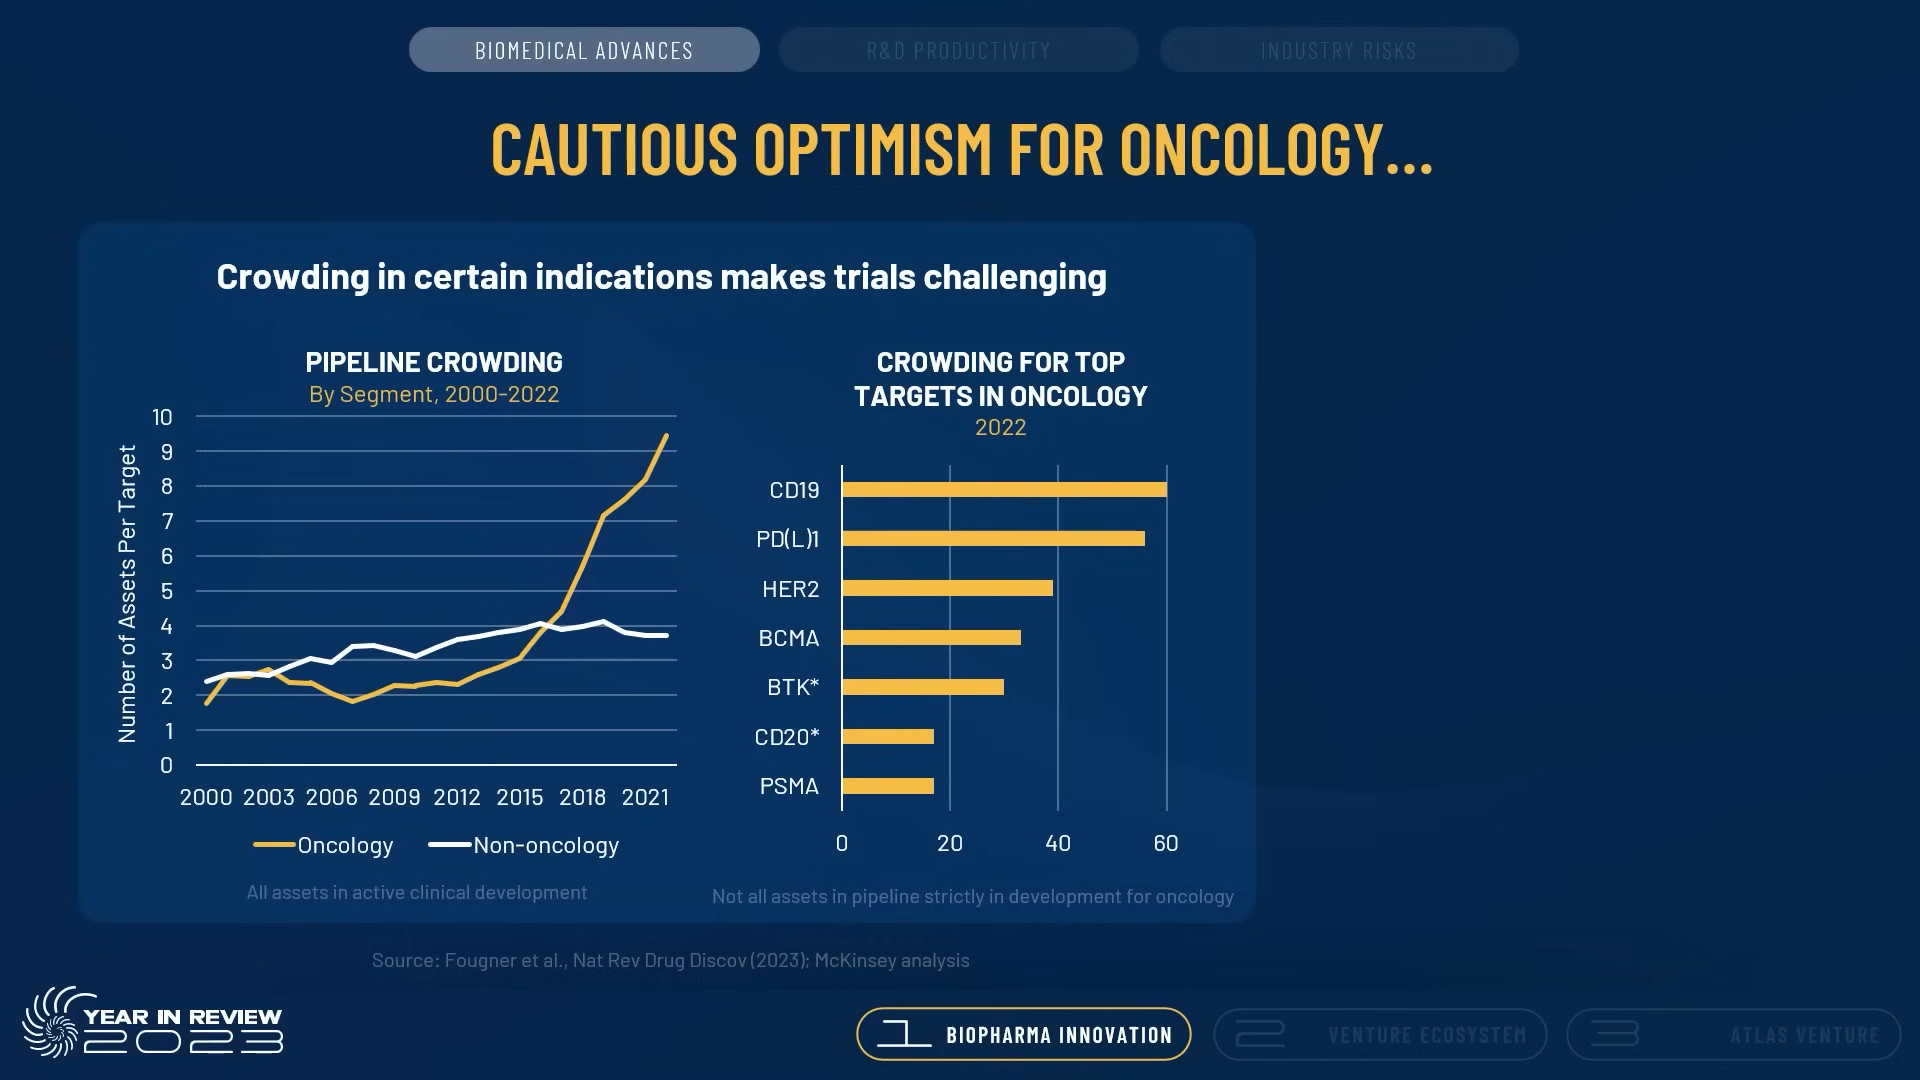 BIOMEDICAL ADVANCES
R&D PRODUCTIVITY
INDUSTRY RISKS
CAUTIOUS OPTIMISM FOR ONCOLOGY...
Crowding in certain indications makes trials challenging
PIPELINE CROWDING
By Segment, 2000-2022
Number of Assets Per Target
10
9
8
7
6
5
4
3
2
1
0
2000 2003 2006 2009 2012 2015 2018 2021
Oncology Non-oncology
All assets in active clinical development
CROWDING FOR TOP
TARGETS IN ONCOLOGY
2022
CD19
PD(L)1
HER2
BCMA
BTK*
CD20*
PSMA
0 20 40 60
Not all assets in pipeline strictly in development for oncology
Source: Fougner et al., Nat Rev Drug Discov (2023); McKinsey analysis
YEAR IN REVIEW
2023
1 BIOPHARMA INNOVATION
2 VENTURE ECOSYSTEM
3 ATLAS VENTURE